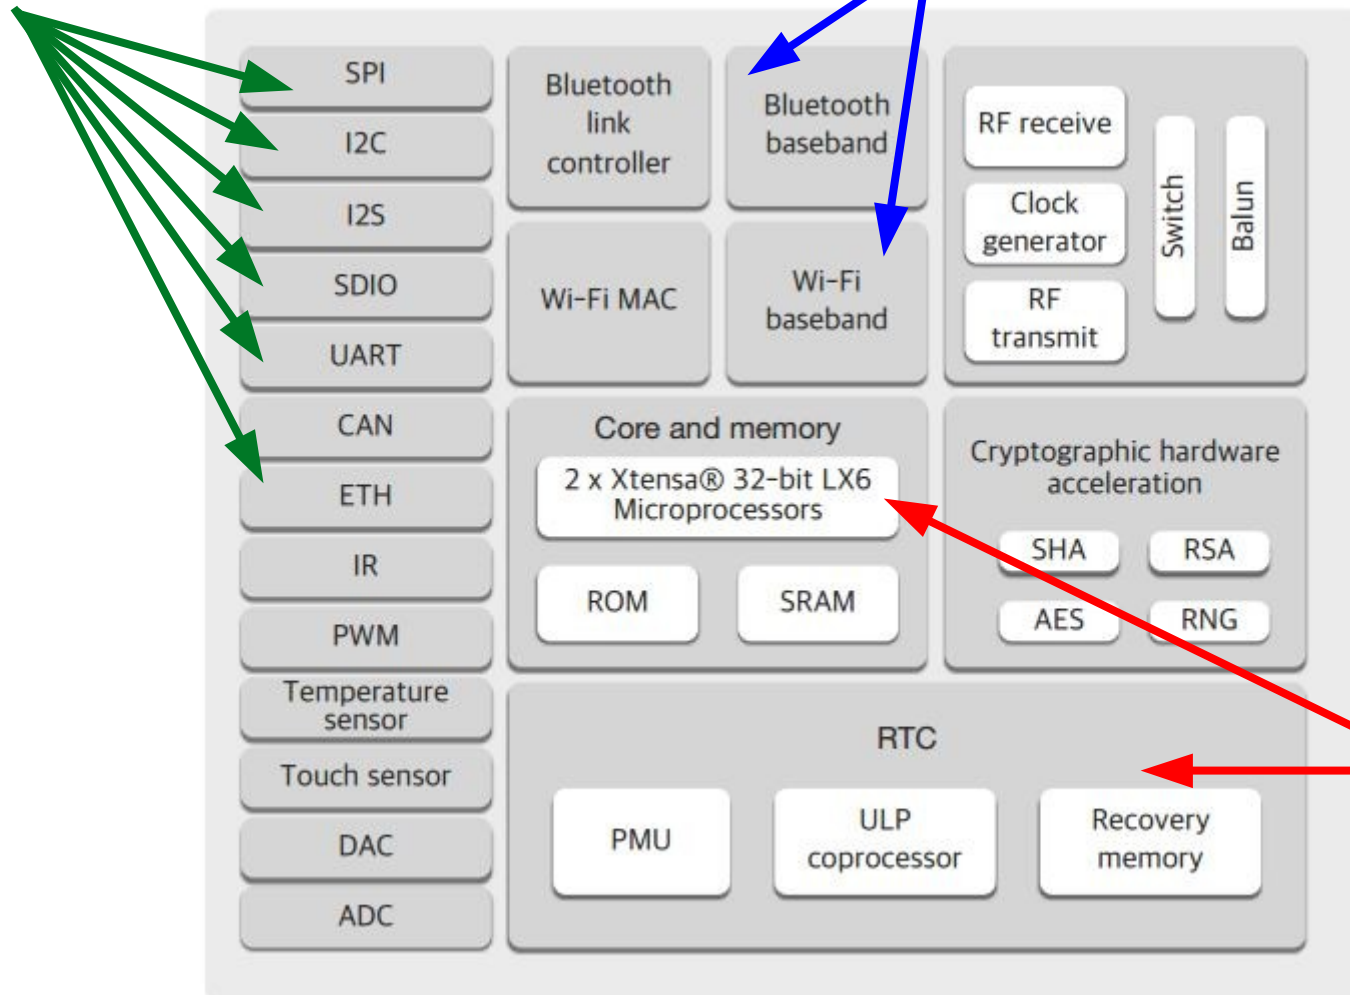 SPI
I2C
I2S
SDIO
UART
CAN
ETH
IR
PWM
Temperature
sensor
Touch sensor
DAC
ADC
Bluetooth
link
controller
Bluetooth
baseband
Wi-Fi MAC
Wi-Fi
baseband
RF receive
Clock
generator
RF
transmit
Switch
Balun
Core and memory
2 x Xtensa® 32-bit LX6
Microprocessors
ROM
SRAM
Cryptographic hardware
acceleration
SHA
RSA
AES
RNG
RTC
PMU
ULP
coprocessor
Recovery
memory